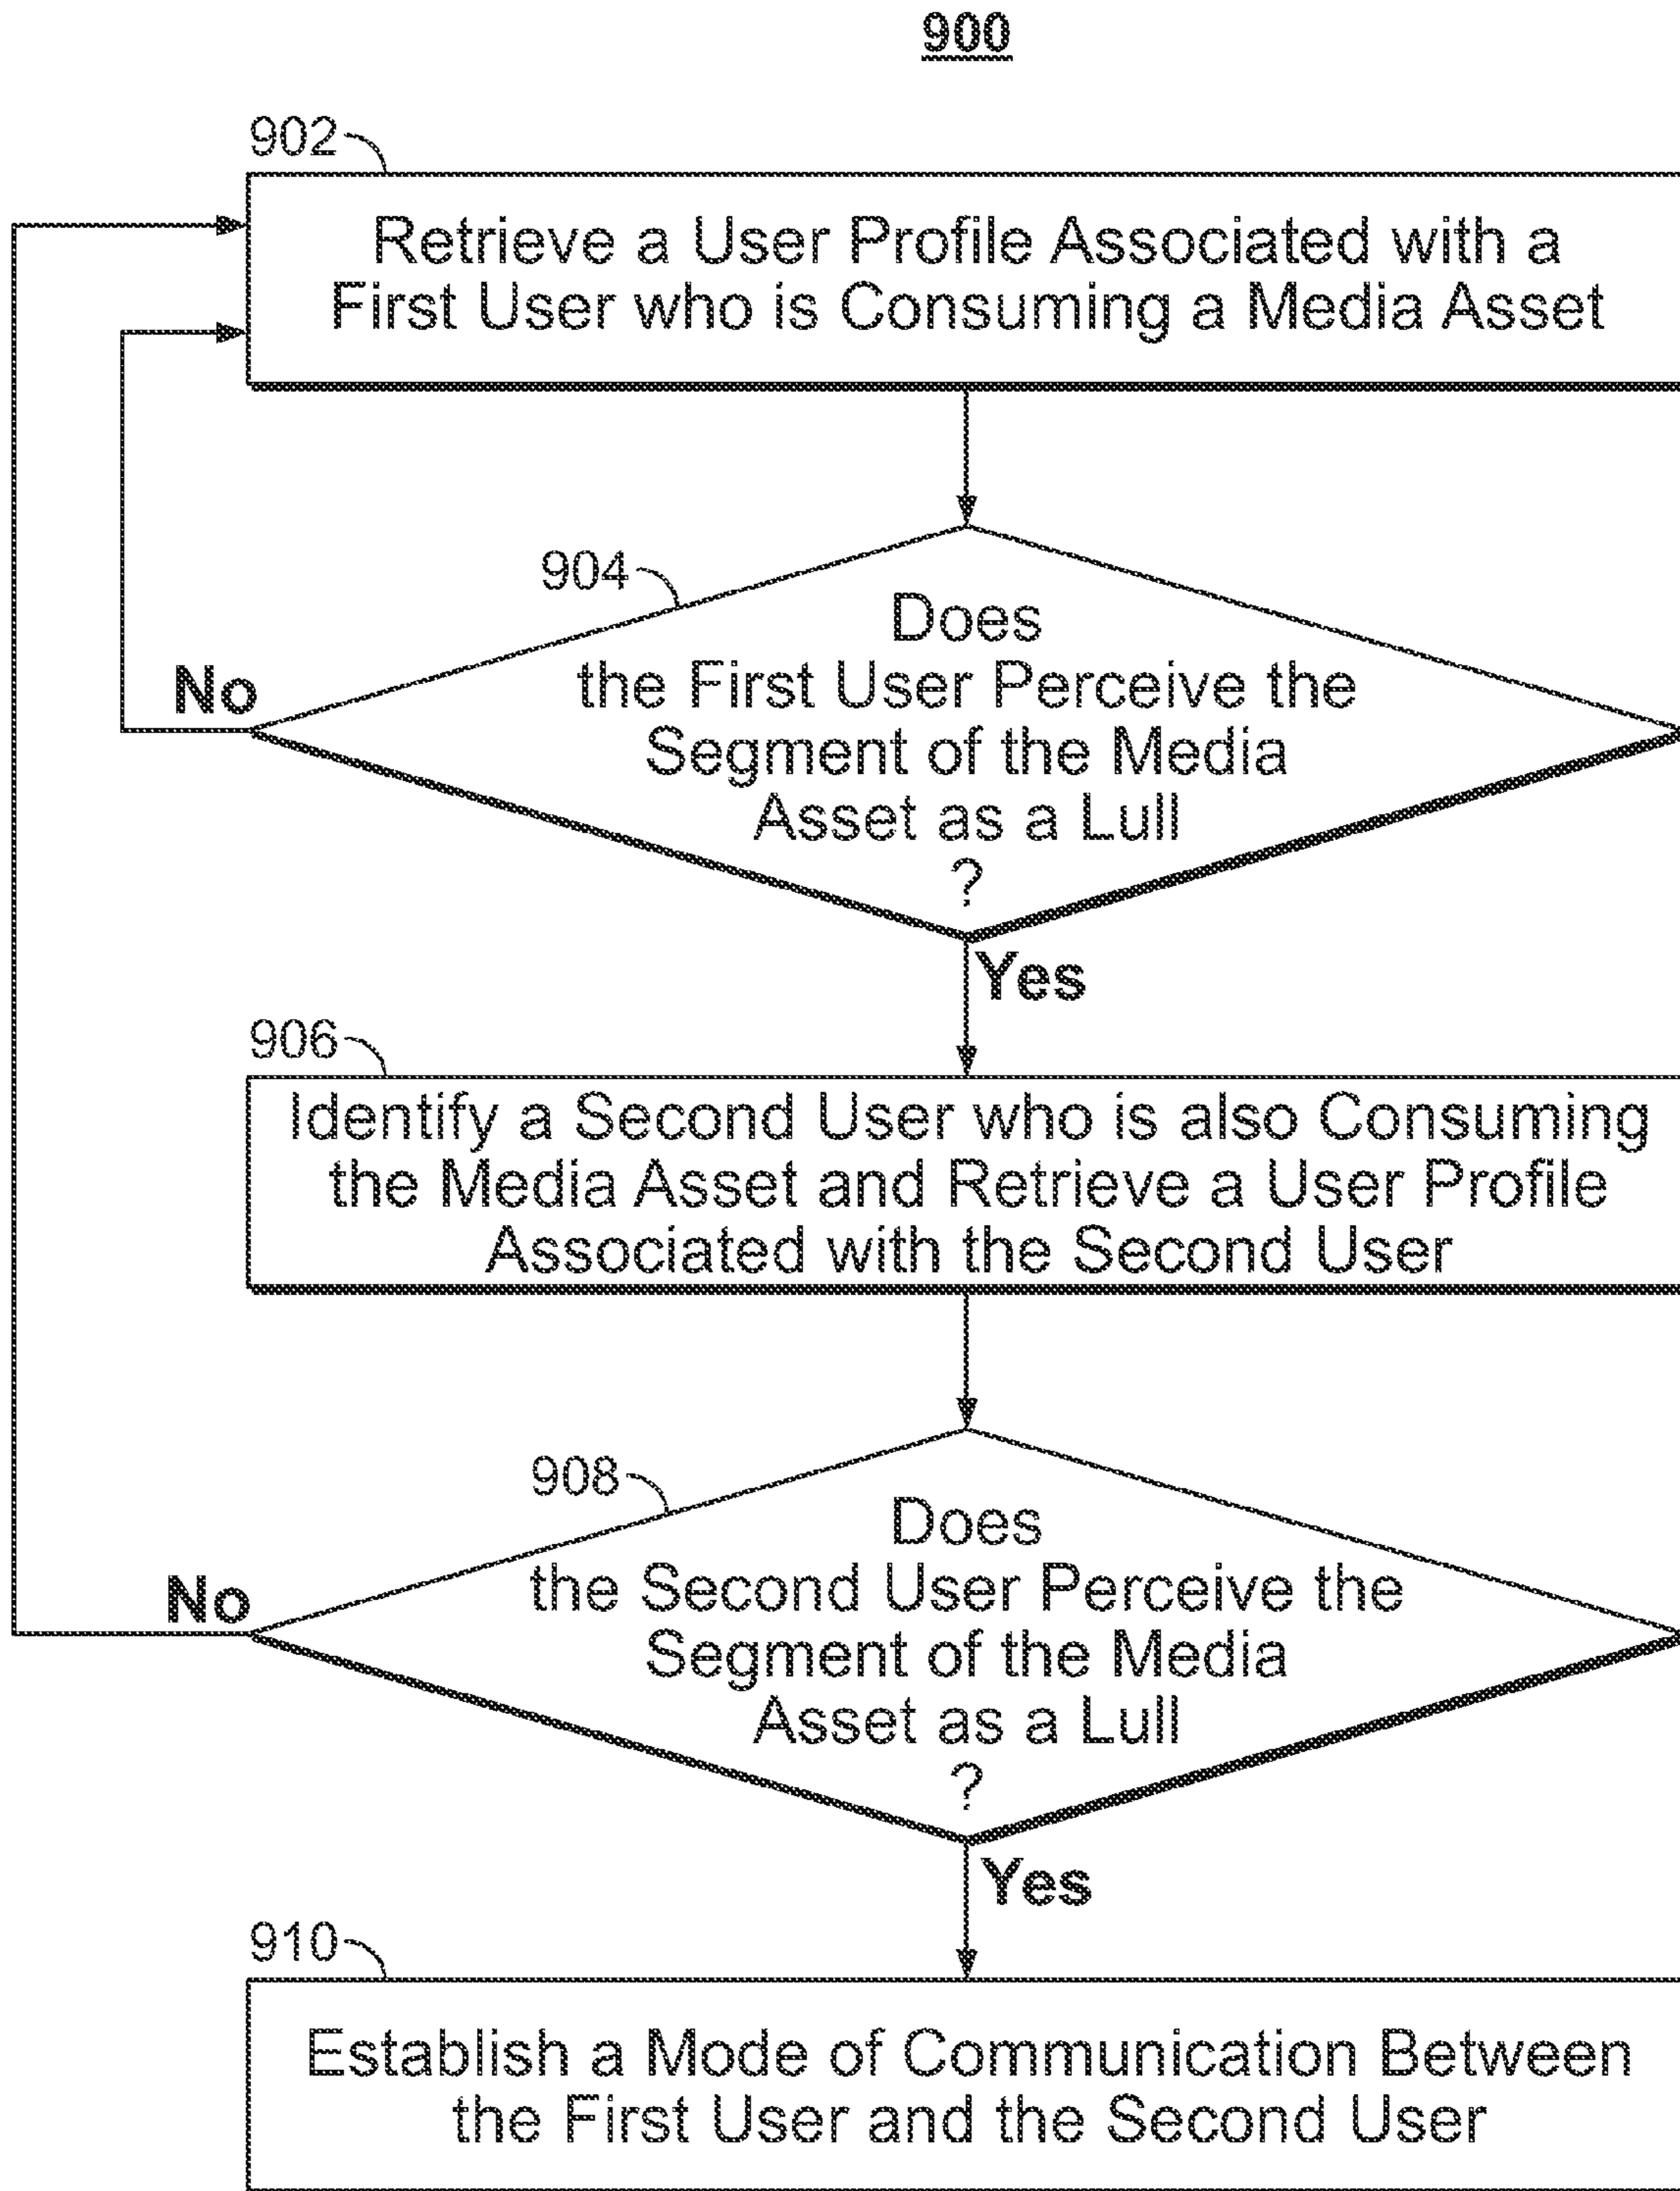 900
902
Retrieve a User Profile Associated with a
First User who is Consuming a Media Asset
904
Does
the First User Perceive the
Segment of the Media
Asset as a Lull
?
No
Yes
906
Identify a Second User who is also Consuming
the Media Asset and Retrieve a User Profile
Associated with the Second User
908
Does
the Second User Perceive the
Segment of the Media
Asset as a Lull
?
No
Yes
910
Establish a Mode of Communication Between
the First User and the Second User